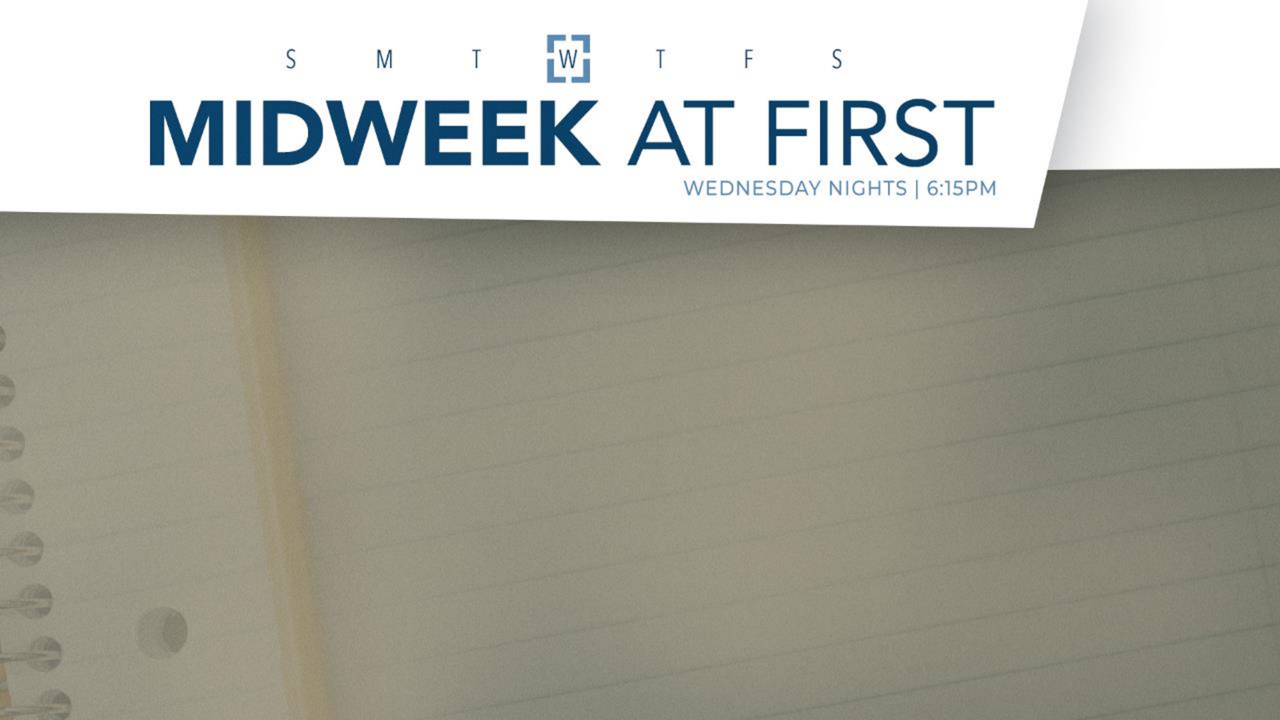 S M T W T F S
MIDWEEK AT FIRST
WEDNESDAY NIGHTS | 6:15PM